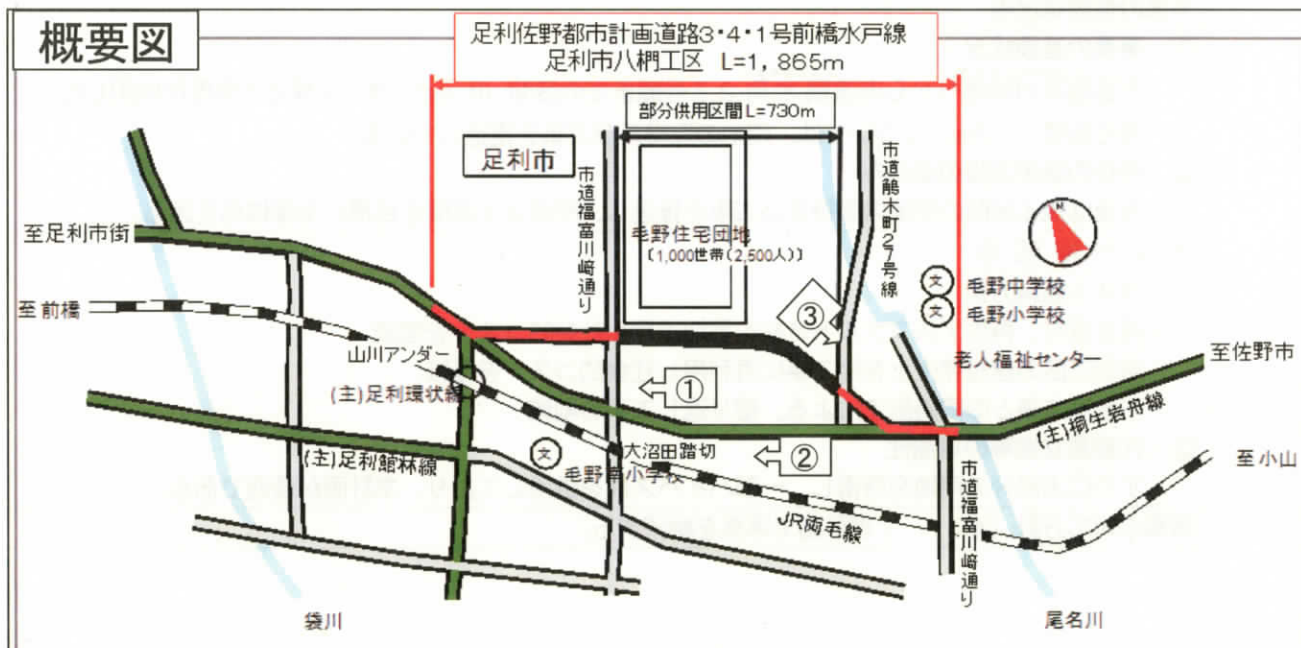 概要図
足利佐野都市計画道路3・4・1号前橋水戸線
足利市八椚工区 L=1,865m
部分供用区間L=730m
足利市
市道福富川崎通り
市道鵤木町27号線
毛野住宅団地
〔1,000世帯(2,500人)〕
至足利市街
至前橋
文 毛野中学校
文 毛野小学校
③
老人福祉センター
至佐野市
山川アンダー
(主)足利環状線
①
(主)桐生岩舟線
(主)足利館林線
大沼田踏切
②
文
毛野南小学校
至小山
JR両毛線
市道福富川崎通り
袋川
尾名川